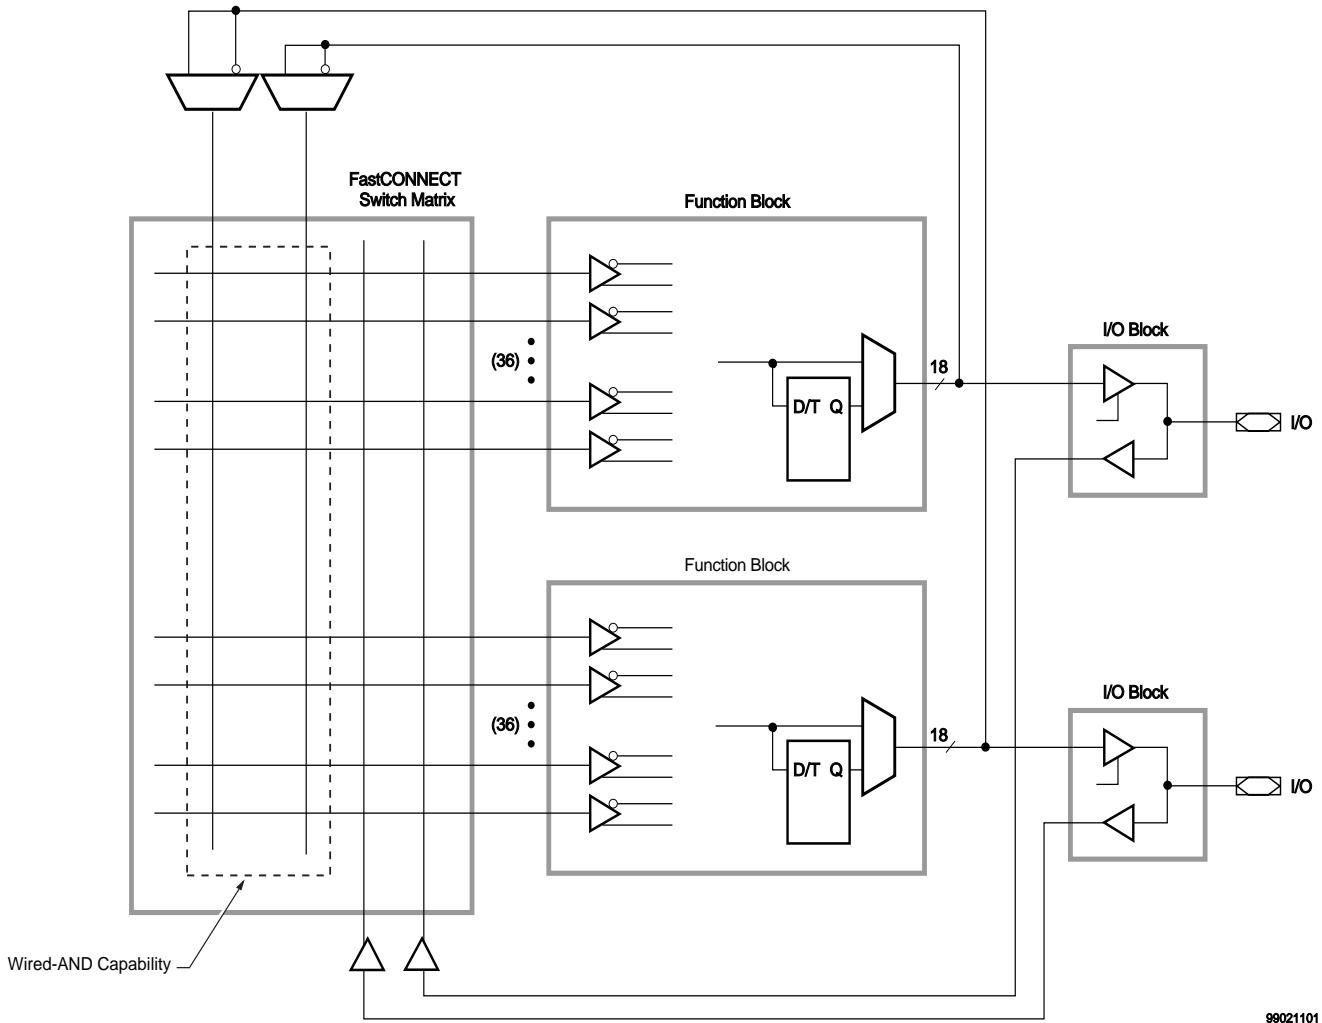 FastCONNECT
Switch Matrix
Function Block
(36)
D/T Q
18
I/O Block
I/O
Function Block
(36)
D/T Q
18
I/O Block
I/O
Wired-AND Capability
99021101